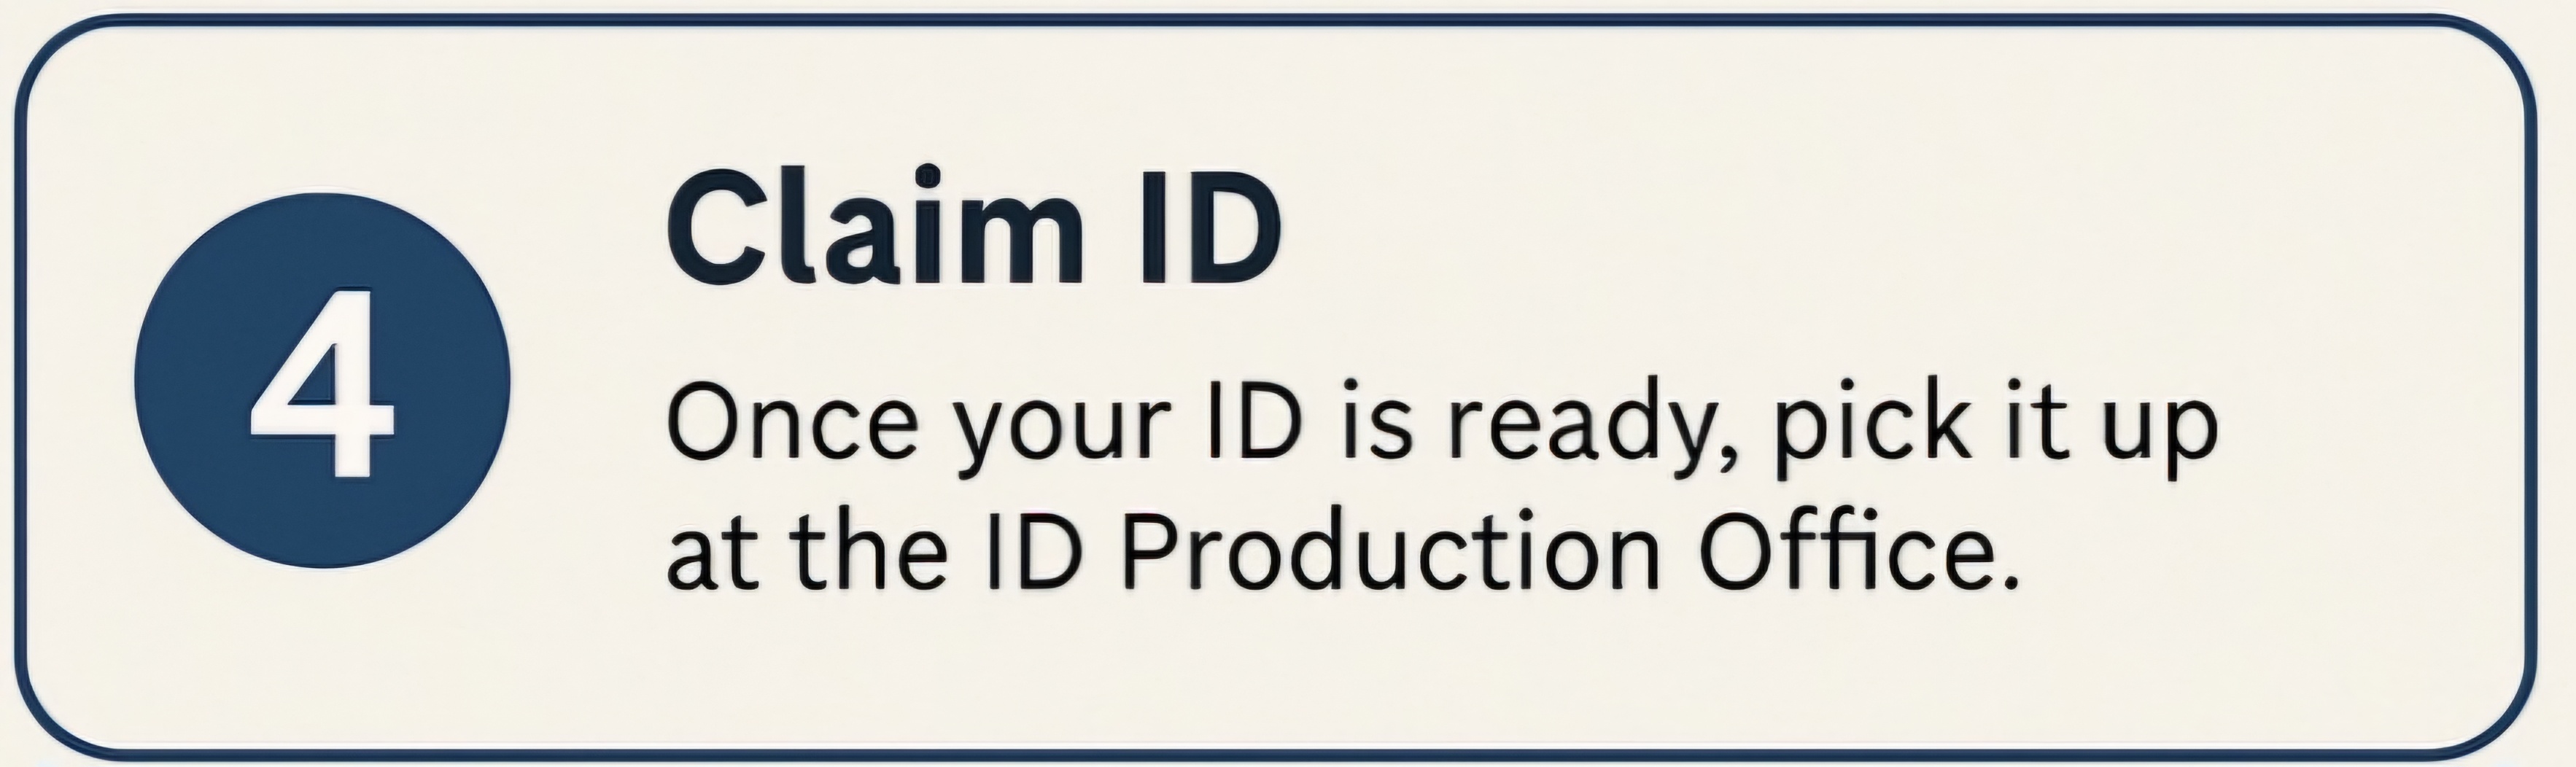 4
Claim ID
Once your ID is ready, pick it up
at the ID Production Office.